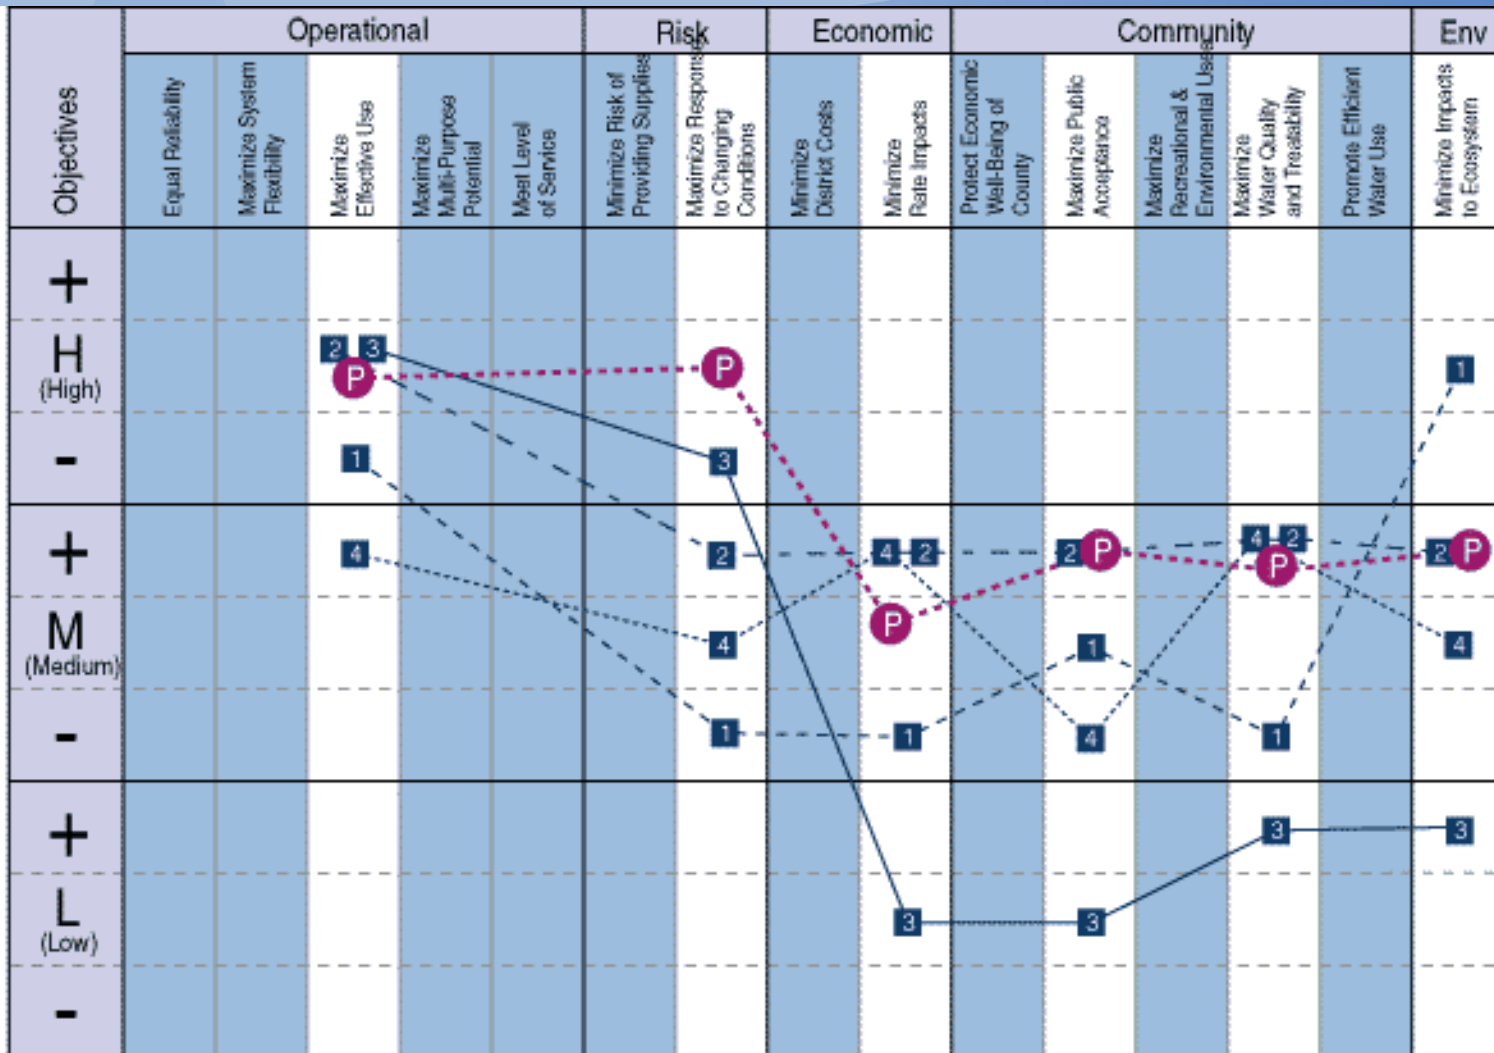 Operational
Risk
Economic
Community
Env
Objectives
Equal Reliability
Maximize System
Flexibility
Maximize
Effective Use
Maximize
Multi-Purpose
Potential
Meet Level
of Service
Minimize Risk of
Providing Supplies
Maximize Response
to Changing
Conditions
Minimize
District Costs
Minimize
Rate Impacts
Protect Economic
Well-Being of
County
Maximize Public
Acceptance
Maximize
Recreational &
Environmental Uses
Maximize
Water Quality
and Treatability
Promote Efficient
Water Use
Minimize Impacts
to Ecosystem
+
H
(High)
2 3
P
P
1
-
1
3
+
4
2
4 2
2 P
4 2
P
2 P
M
(Medium)
4
P
1
4
-
1
1
4
1
+
3
3
L
(Low)
3
3
-